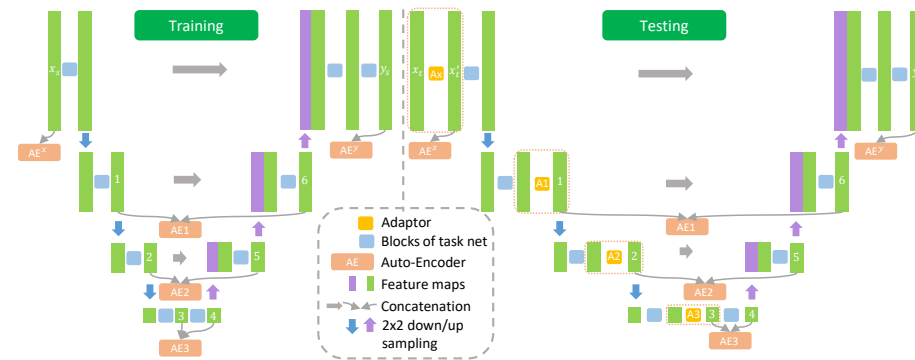 Training
Testing
x_s
y_s
x_t
Ax
x_t'
AE^x
AE^y
AE^x
AE^y
1
6
A1
1
6
AE1
AE1
2
5
A2
2
5
AE2
AE2
3
4
A3
3
4
AE3
AE3
Adaptor
Blocks of task net
AE
Auto-Encoder
Feature maps
Concatenation
2x2 down/up
sampling